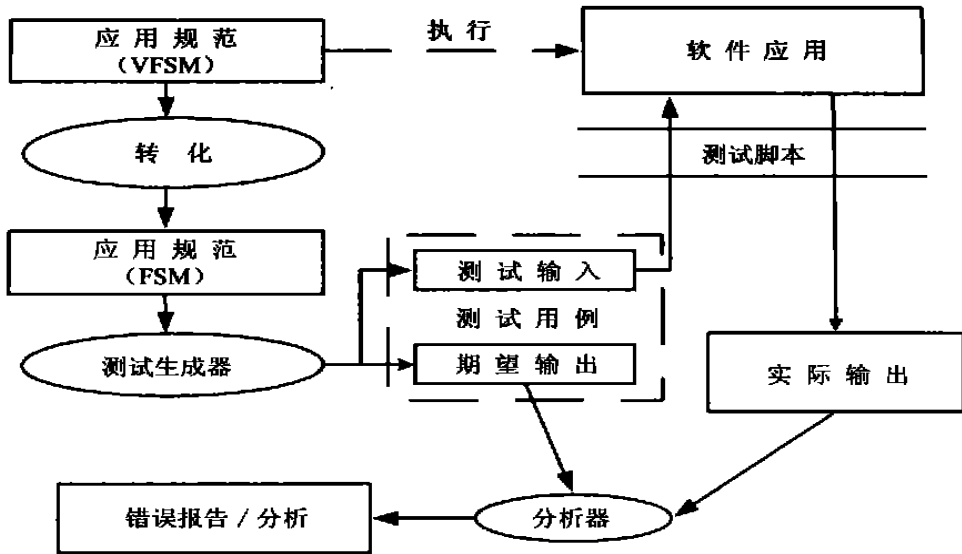 应用规范
（VFSM）
执行
软件应用
转化
测试脚本
应用规范
（FSM）
测试输入
测试用例
测试生成器
期望输出
实际输出
错误报告/分析
分析器